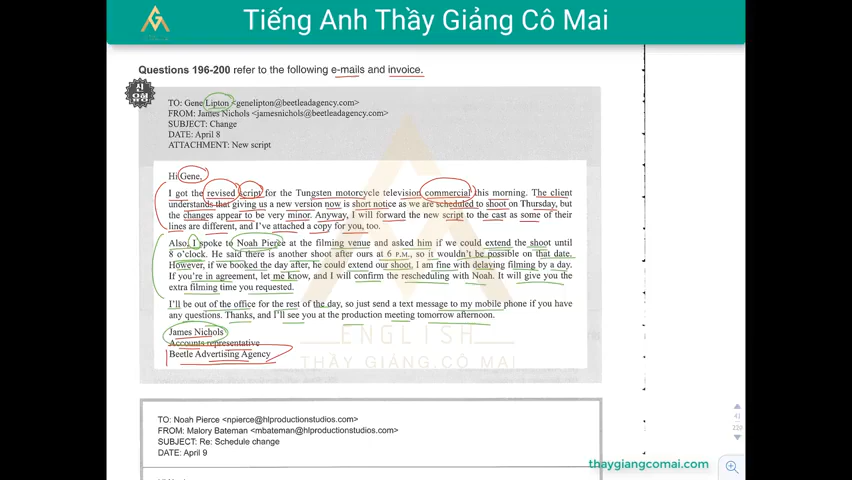 Tiếng Anh Thầy Giảng Cô Mai
Questions 196-200 refer to the following e-mails and invoice.
TO: Gene Lipton <genelipton@beetleadagency.com>
FROM: James Nichols <jamesnichols@beetleadagency.com>
SUBJECT: Change
DATE: April 8
ATTACHMENT: New script
Hi Gene,
I got the revised script for the Tungsten motorcycle television commercial this morning. The client
understands that giving us a new version now is short notice as we are scheduled to shoot on Thursday, but
the changes appear to be very minor. Anyway, I will forward the new script to the cast as some of their
lines are different, and I've attached a copy for you, too.
Also, I spoke to Noah Pierce at the filming venue and asked him if we could extend the shoot until
8 o'clock. He said there is another shoot after ours at 6 P.M., so it wouldn't be possible on that date.
However, if we booked the day after, he could extend our shoot. I am fine with delaying filming by a day.
If you're in agreement, let me know, and I will confirm the rescheduling with Noah. It will give you the
extra filming time you requested.
I'll be out of the office for the rest of the day, so just send a text message to my mobile phone if you have
any questions. Thanks, and I'll see you at the production meeting tomorrow afternoon.
James Nichols
Accounts representative
Beetle Advertising Agency
ENGLISH
THẦY GIẢNG.CÔ MAI
TO: Noah Pierce <npierce@hlproductionstudios.com>
FROM: Malory Bateman <mbateman@hlproductionstudios.com>
SUBJECT: Re: Schedule change
DATE: April 9
thaygiangcomai.com
41
220